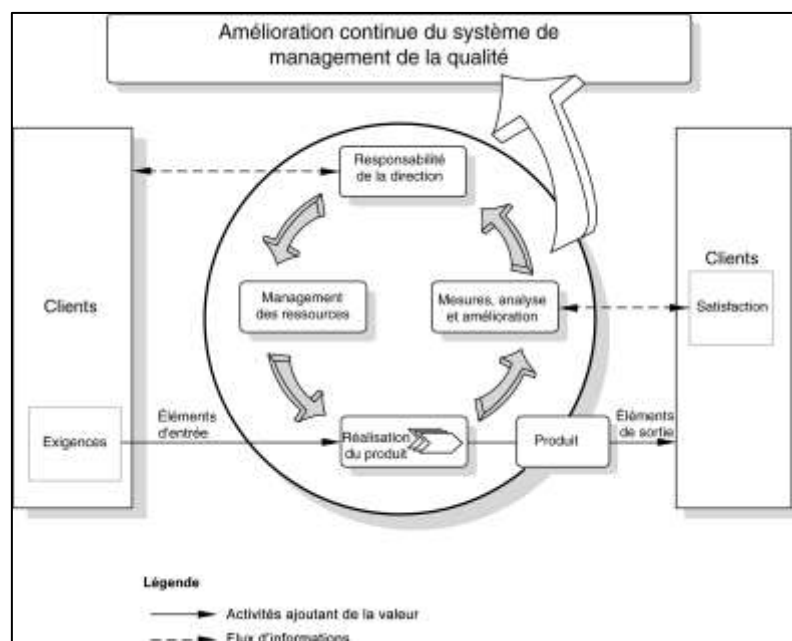 Amélioration continue du système de
management de la qualité
Responsabilité
de la direction
Clients
Clients
Management
des ressources
Mesures, analyse
et amélioration
Satisfaction
Exigences
Éléments
d'entrée
Réalisation
du produit
Produit
Éléments
de sortie
Légende
Activités ajoutant de la valeur
Flux d'informations